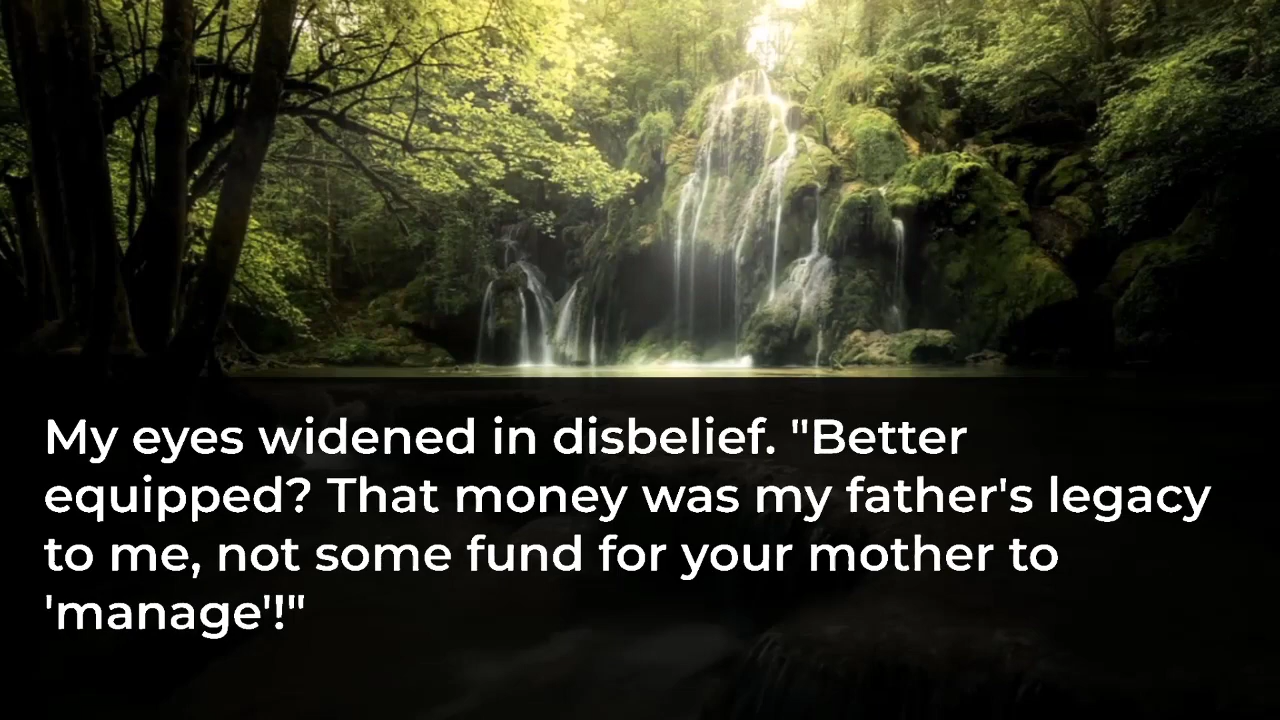 My eyes widened in disbelief. "Better
equipped? That money was my father's legacy
to me, not some fund for your mother to
'manage'!"